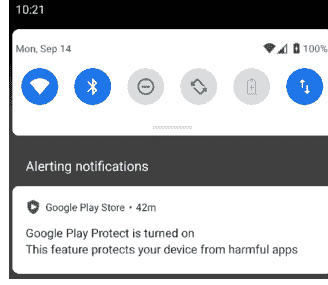 10:21
Mon, Sep 14 100%
Alerting notifications
Google Play Store • 42m
Google Play Protect is turned on
This feature protects your device from harmful apps